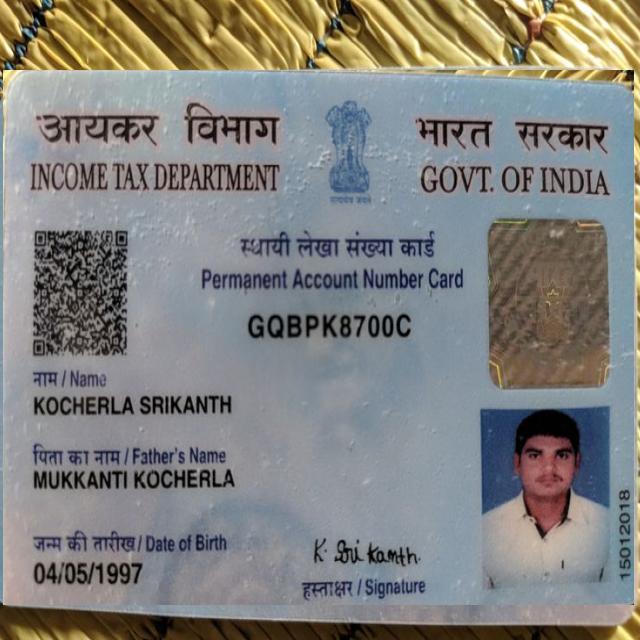 आयकर विभाग
INCOME TAX DEPARTMENT
भारत सरकार
GOVT. OF INDIA
सत्यमेव जयते
स्थायी लेखा संख्या कार्ड
Permanent Account Number Card
GQBPK8700C
नाम / Name
KOCHERLA SRIKANTH
पिता का नाम / Father's Name
MUKKANTI KOCHERLA
जन्म की तारीख / Date of Birth
04/05/1997
K. Srikanth.
हस्ताक्षर / Signature
15012018